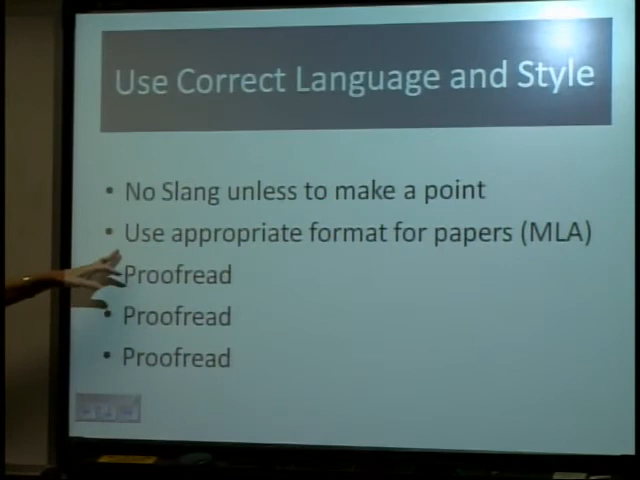 Use Correct Language and Style
• No Slang unless to make a point
• Use appropriate format for papers (MLA)
Proofread
• Proofread
• Proofread